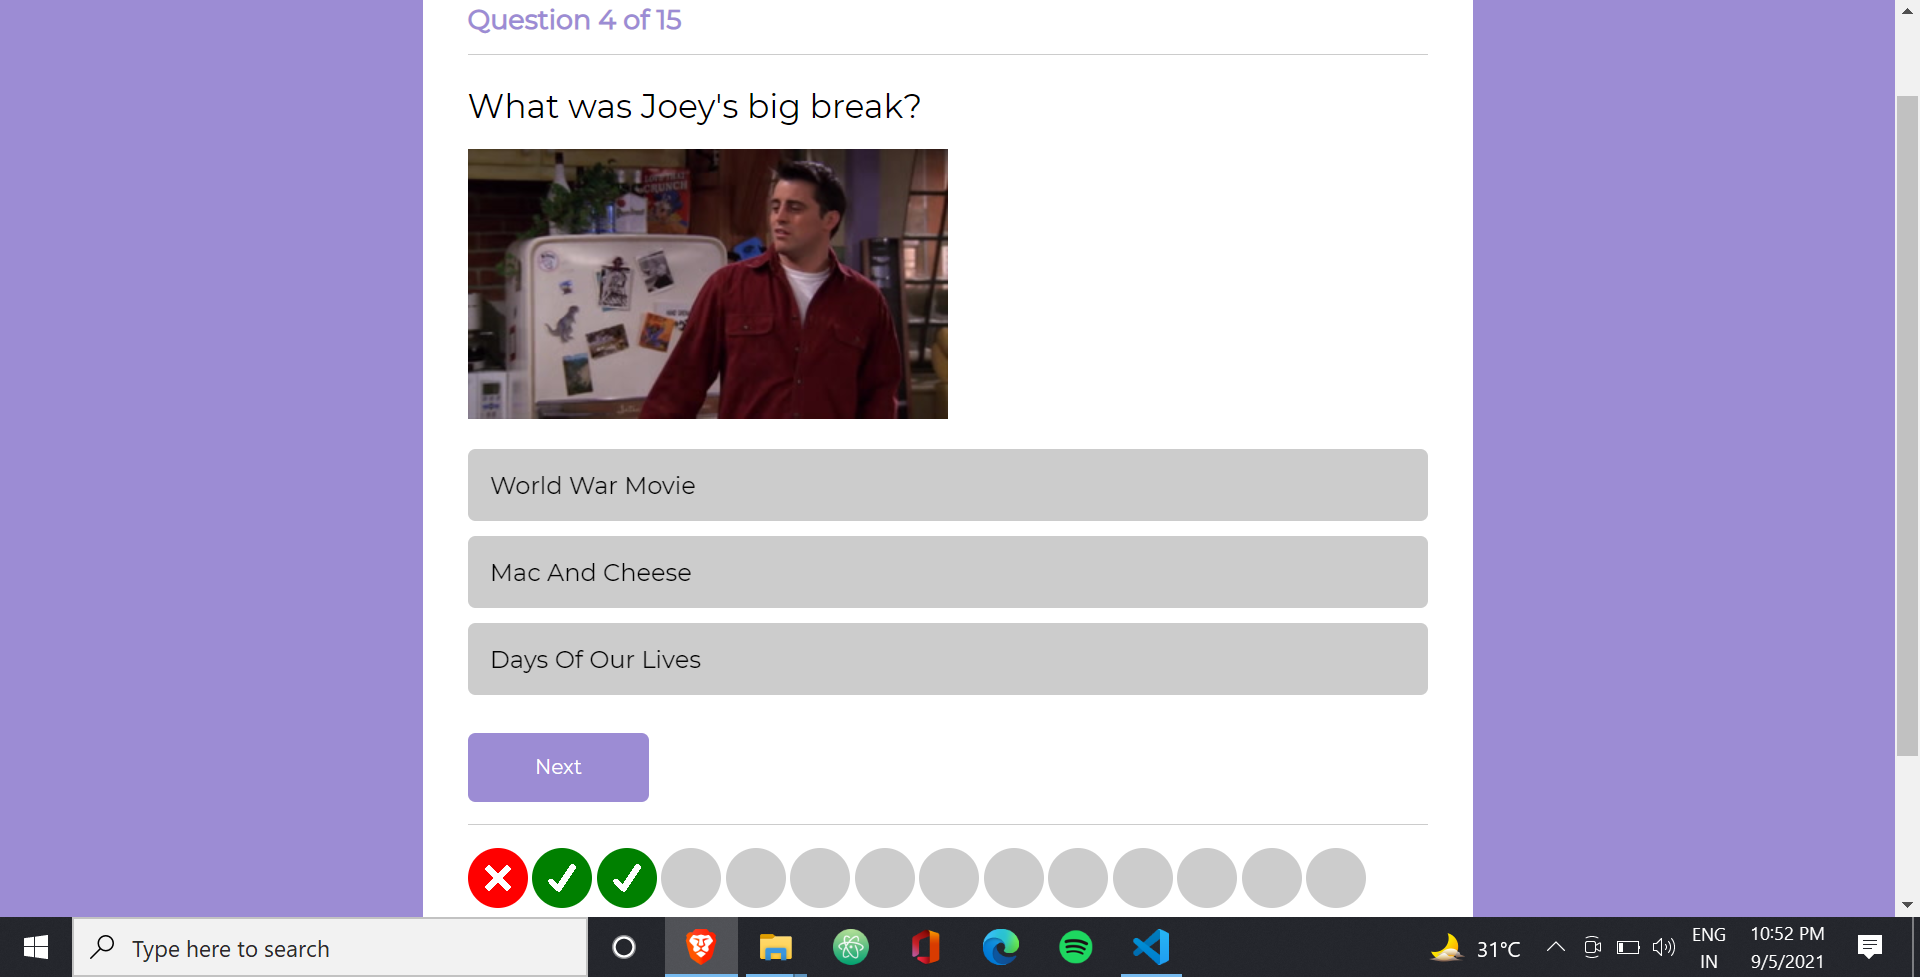 Question 4 of 15
What was Joey's big break?
CRUNCH
World War Movie
Mac And Cheese
Days Of Our Lives
Next
Type here to search
31°C
ENG
IN
10:52 PM
9/5/2021